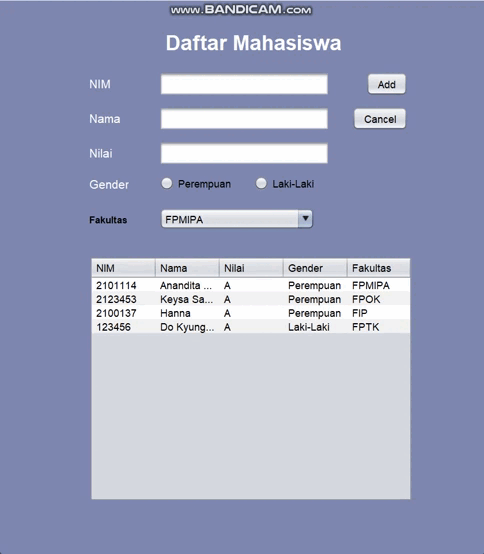 www.BANDICAM.com
Daftar Mahasiswa
NIM Add
Nama Cancel
Nilai
Gender Perempuan Laki-Laki
Fakultas FPMIPA
NIM Nama Nilai Gender Fakultas
2101114 Anandita ... A Perempuan FPMIPA
2123453 Keysa Sa... A Perempuan FPOK
2100137 Hanna A Perempuan FIP
123456 Do Kyung... A Laki-Laki FPTK